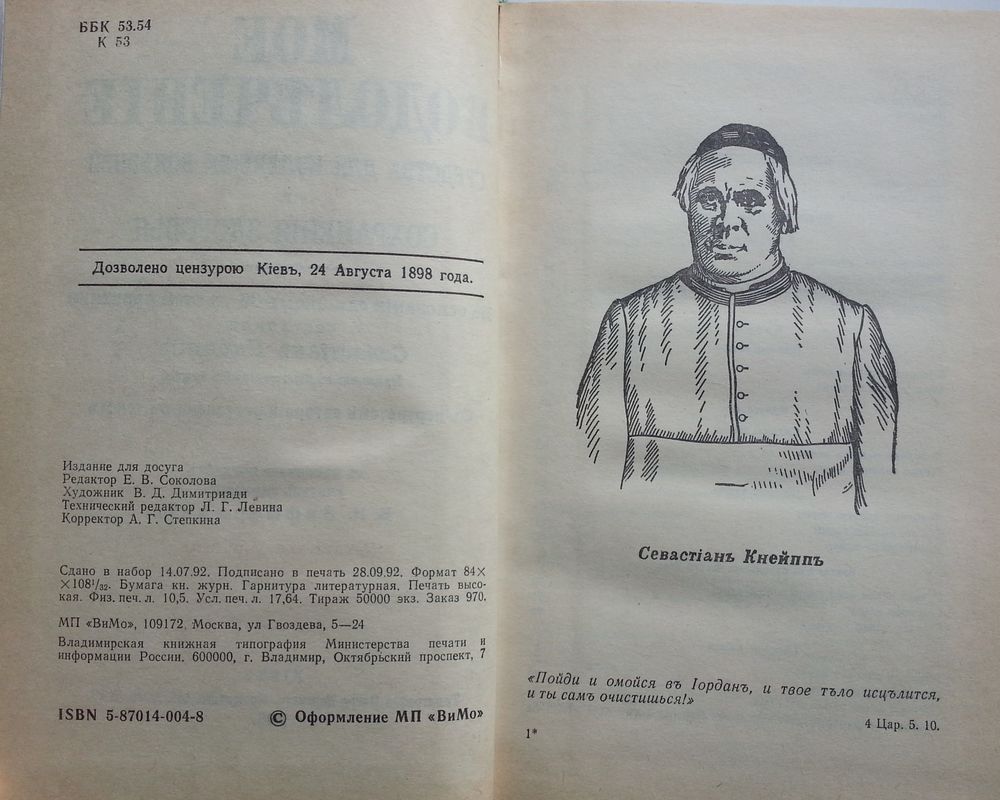 ББК 53.54
К 53
Дозволено цензурою Кіевъ, 24 Августа 1898 года.
Издание для досуга
Редактор Е. В. Соколова
Художник В. Д. Димитриади
Технический редактор Л. Г. Левина
Корректор А. Г. Степкина
Сдано в набор 14.07.92. Подписано в печать 28.09.92. Формат 84×
×108¹/₃₂. Бумага кн. журн. Гарнитура литературная. Печать высо-
кая. Физ. печ. л. 10,5. Усл. печ. л. 17,64. Тираж 50000 экз. Заказ 970.
МП «ВиМо», 109172, Москва, ул Гвоздева, 5—24
Владимирская книжная типография Министерства печати и
информации России. 600000, г. Владимир, Октябрьский проспект, 7
ISBN 5-87014-004-8 © Оформление МП «ВиМо»
Севастіанъ Кнейппъ
«Пойди и омойся въ Іорданъ, и твое тѣло исцѣлится,
и ты самъ очистишься!»
4 Цар. 5. 10.
1*